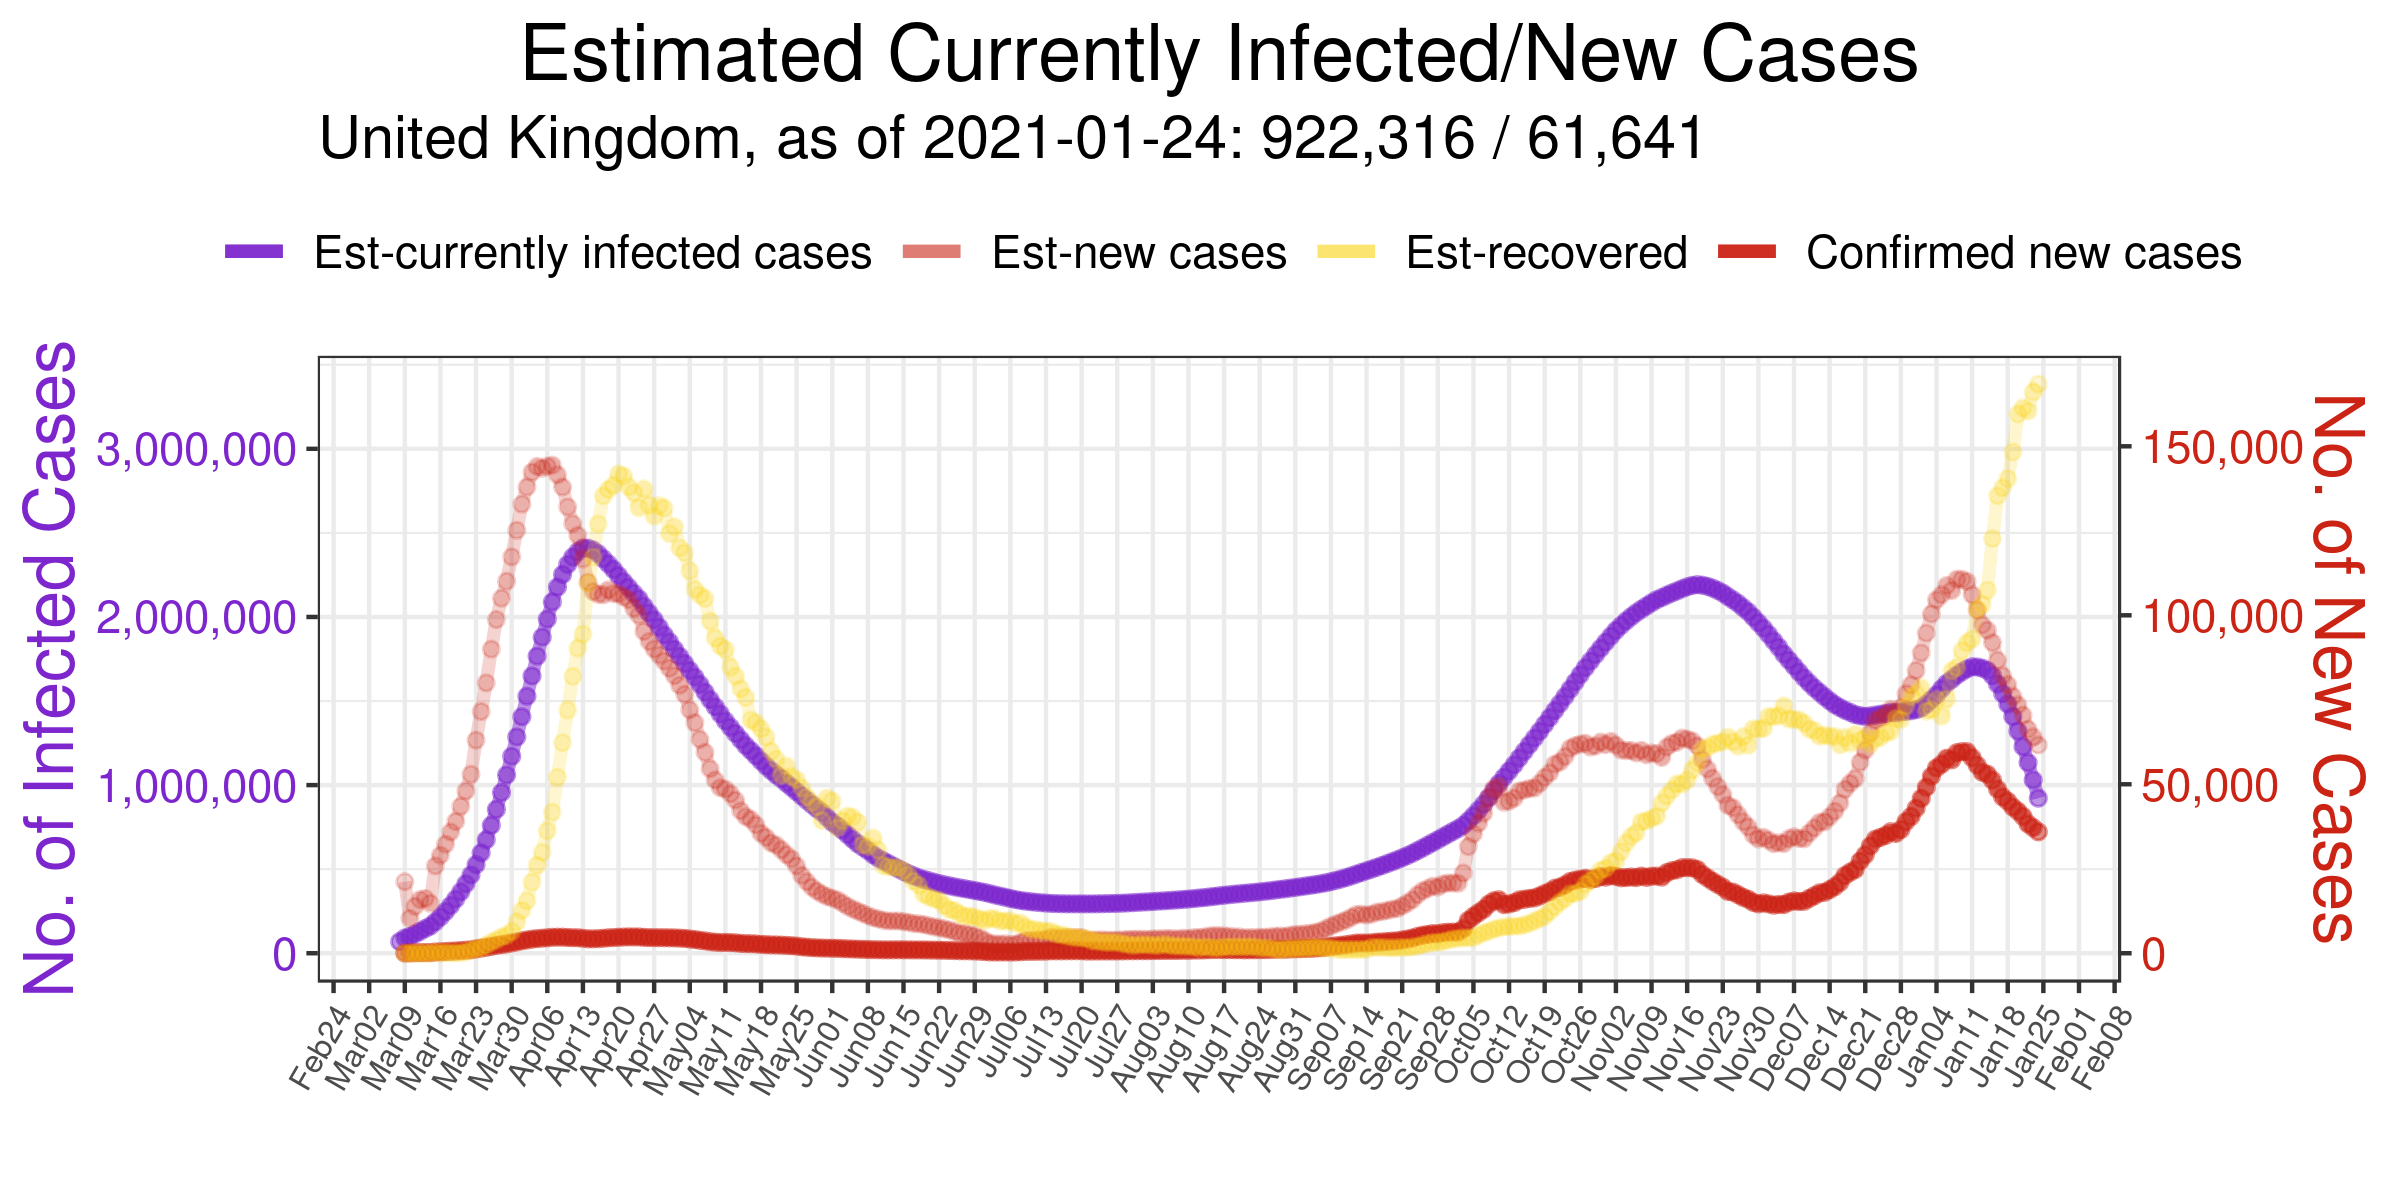 Estimated Currently Infected/New Cases
United Kingdom, as of 2021-01-24: 922,316 / 61,641
Est-currently infected cases
Est-new cases
Est-recovered
Confirmed new cases
No. of Infected Cases
3,000,000
2,000,000
1,000,000
0
150,000
100,000
50,000
0
No. of New Cases
Feb24
Mar02
Mar09
Mar16
Mar23
Mar30
Apr06
Apr13
Apr20
Apr27
May04
May11
May18
May25
Jun01
Jun08
Jun15
Jun22
Jun29
Jul06
Jul13
Jul20
Jul27
Aug03
Aug10
Aug17
Aug24
Aug31
Sep07
Sep14
Sep21
Sep28
Oct05
Oct12
Oct19
Oct26
Nov02
Nov09
Nov16
Nov23
Nov30
Dec07
Dec14
Dec21
Dec28
Jan04
Jan11
Jan18
Jan25
Feb01
Feb08